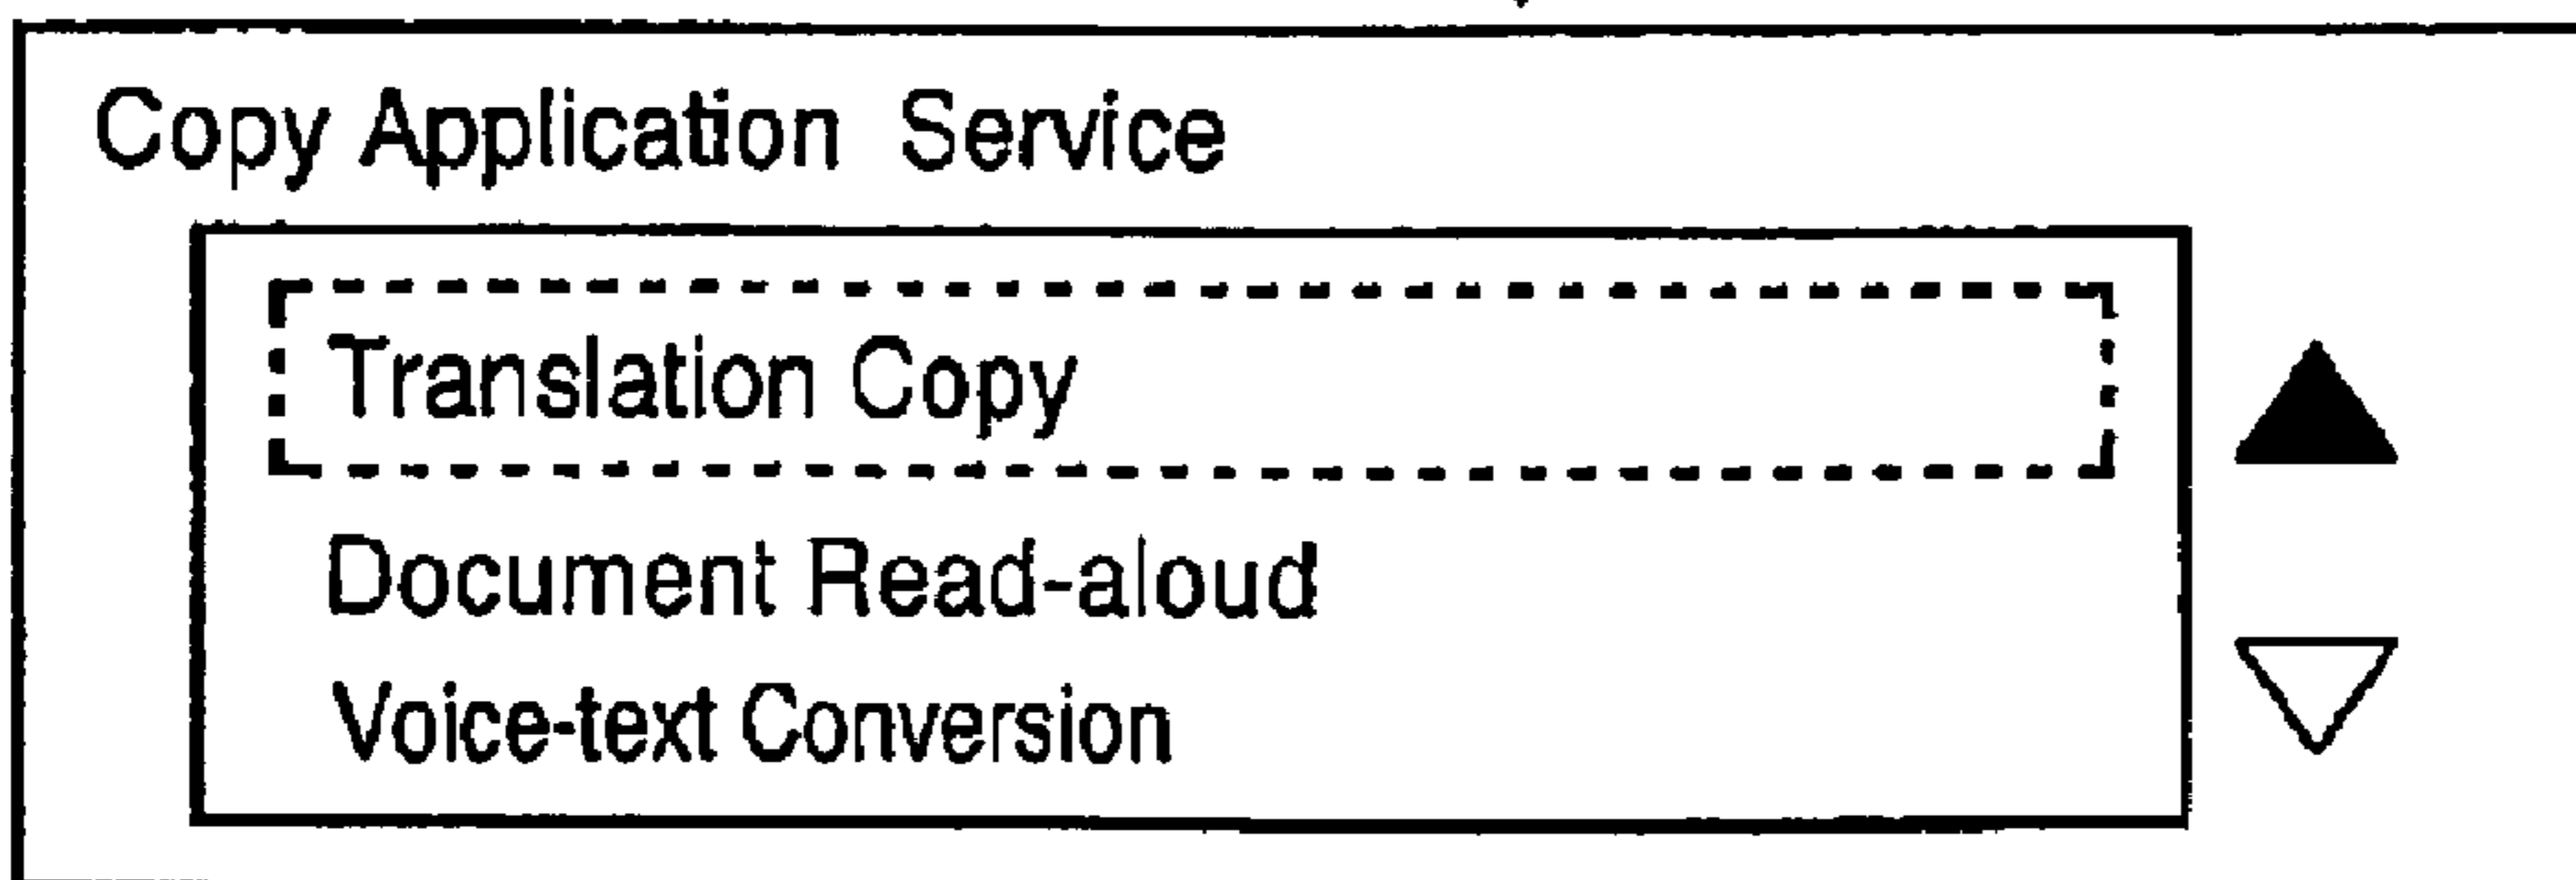 Copy Application Service
Translation Copy
Document Read-aloud
Voice-text Conversion